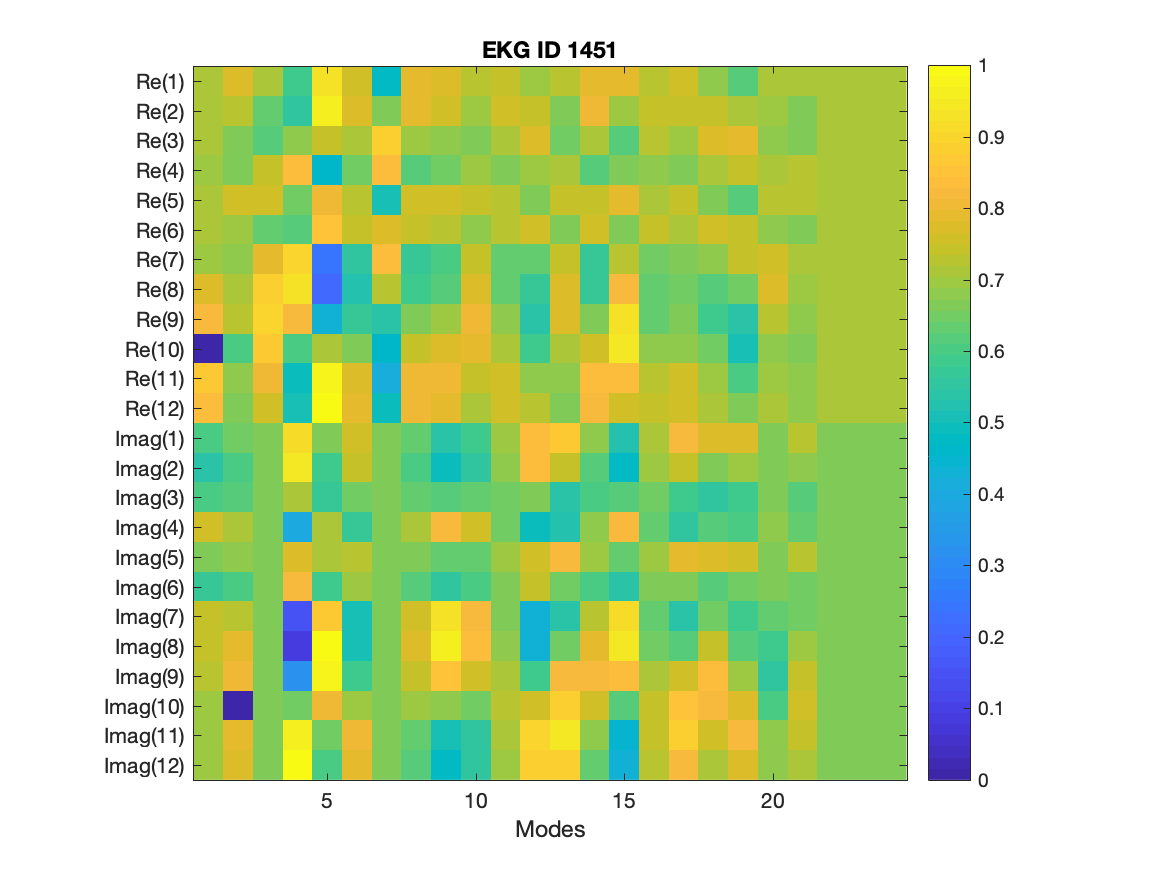 EKG ID 1451
Re(1)
Re(2)
Re(3)
Re(4)
Re(5)
Re(6)
Re(7)
Re(8)
Re(9)
Re(10)
Re(11)
Re(12)
Imag(1)
Imag(2)
Imag(3)
Imag(4)
Imag(5)
Imag(6)
Imag(7)
Imag(8)
Imag(9)
Imag(10)
Imag(11)
Imag(12)
5 10 15 20
Modes
1
0.9
0.8
0.7
0.6
0.5
0.4
0.3
0.2
0.1
0